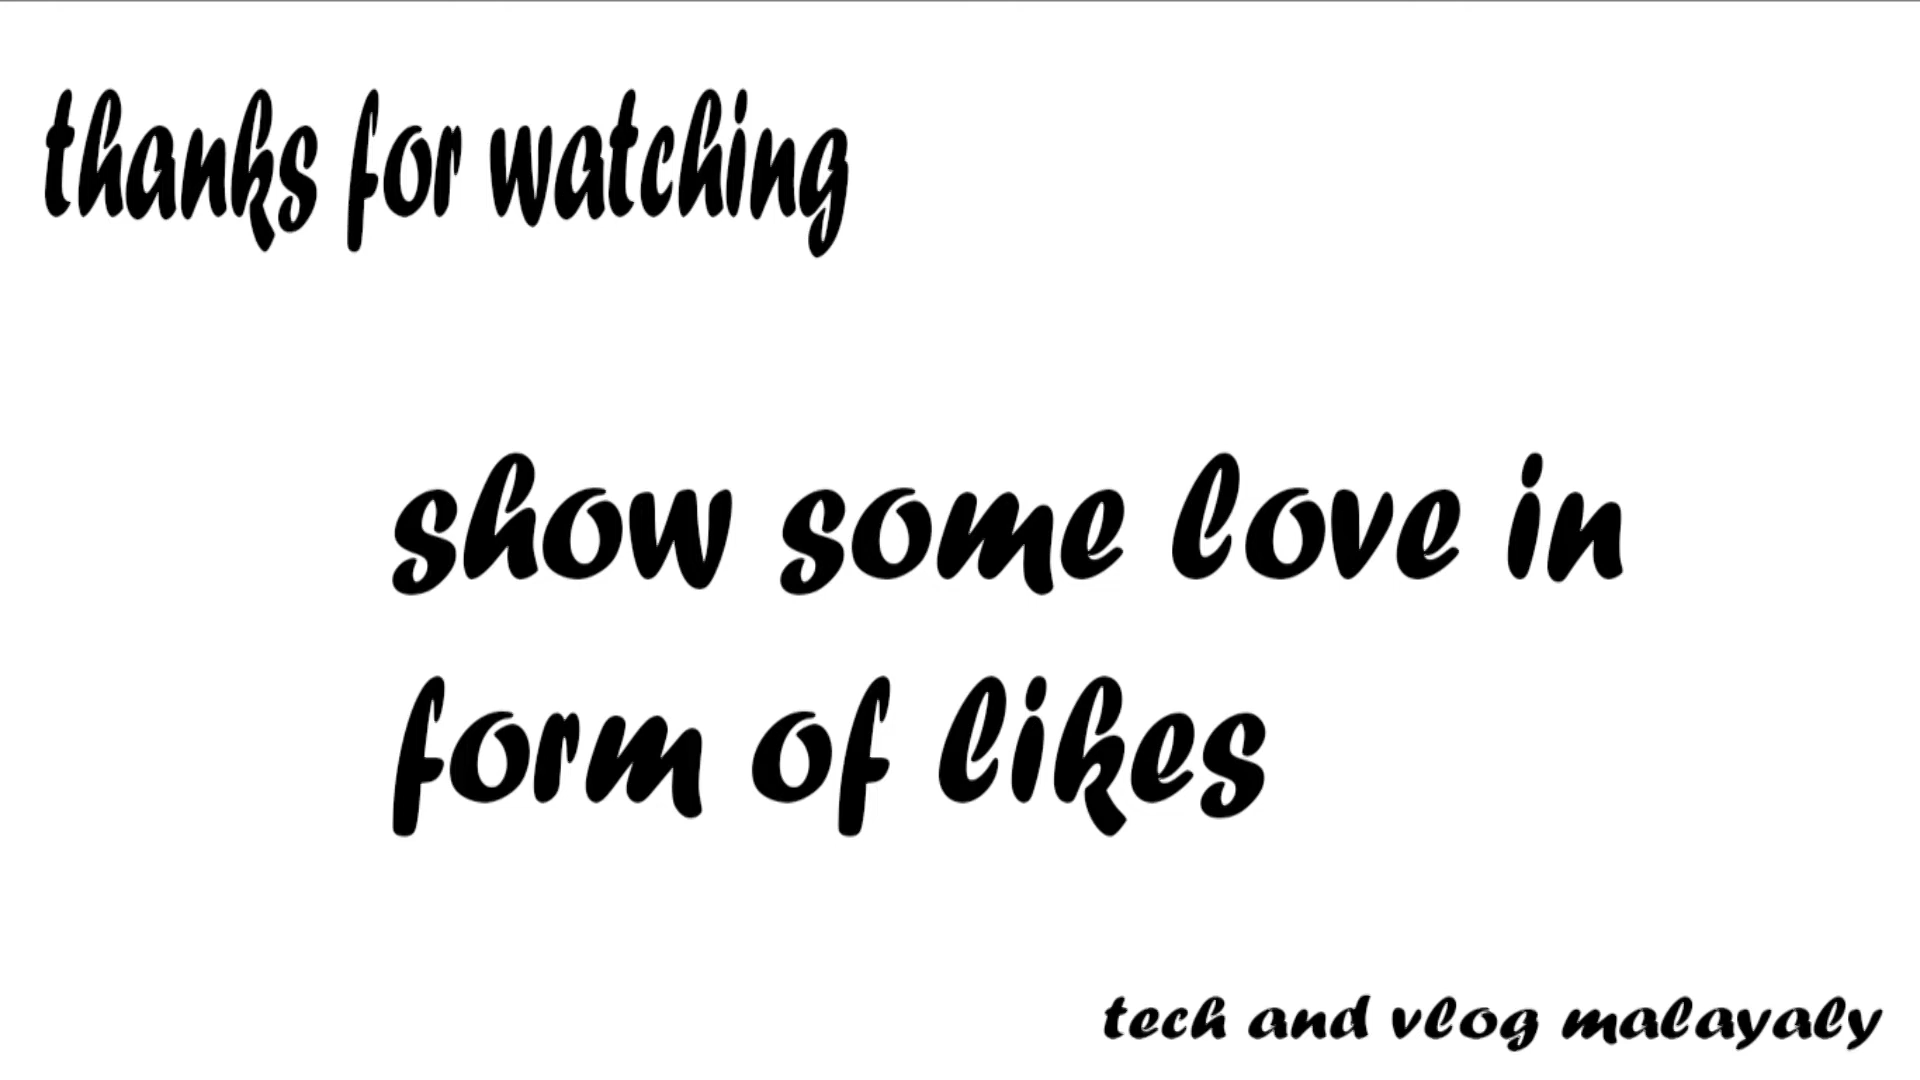 thanks for watching
show some love in
form of likes
tech and vlog malayaly